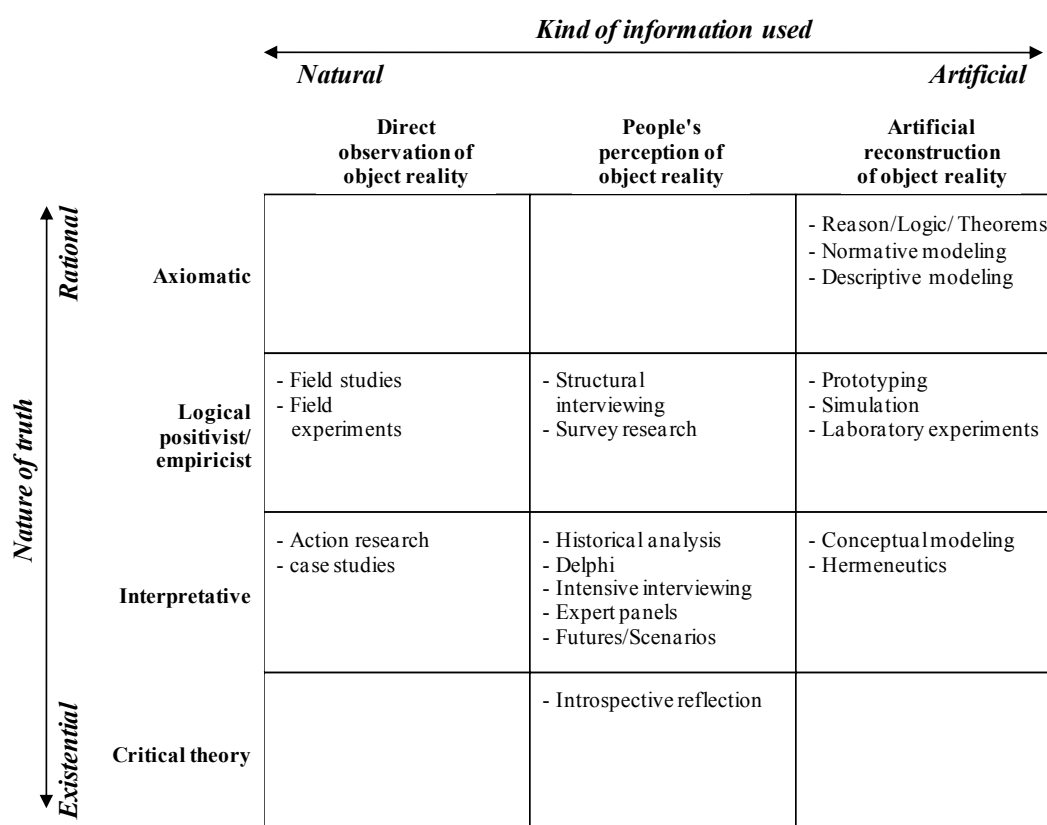 Kind of information used
Natural
Artificial
Direct
observation of
object reality
People's
perception of
object reality
Artificial
reconstruction
of object reality
Nature of truth
Rational
Existential
Axiomatic
- Reason/Logic/ Theorems
- Normative modeling
- Descriptive modeling
Logical
positivist/
empiricist
- Field studies
- Field
experiments
- Structural
interviewing
- Survey research
- Prototyping
- Simulation
- Laboratory experiments
Interpretative
- Action research
- case studies
- Historical analysis
- Delphi
- Intensive interviewing
- Expert panels
- Futures/Scenarios
- Conceptual modeling
- Hermeneutics
Critical theory
- Introspective reflection